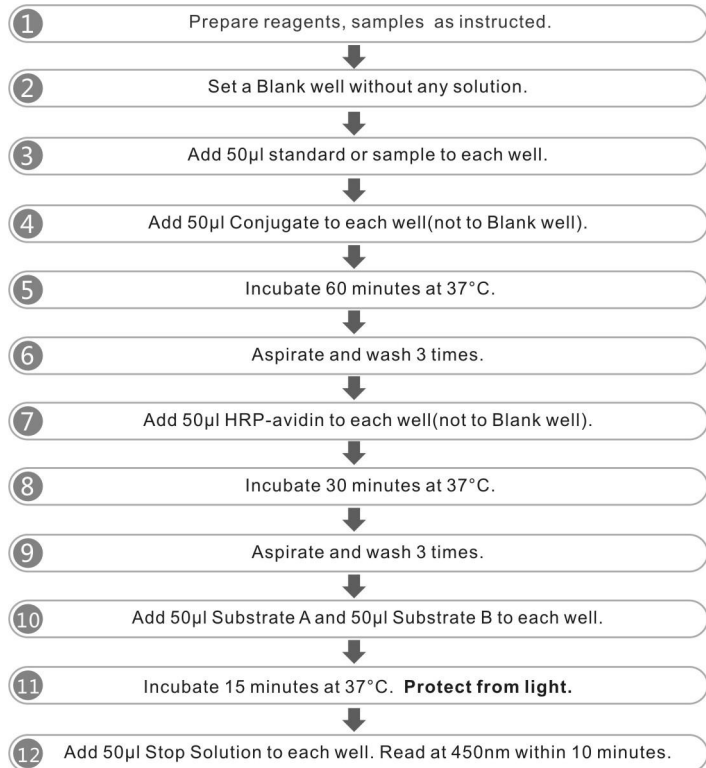 1 Prepare reagents, samples as instructed.
2 Set a Blank well without any solution.
3 Add 50μl standard or sample to each well.
4 Add 50μl Conjugate to each well(not to Blank well).
5 Incubate 60 minutes at 37°C.
6 Aspirate and wash 3 times.
7 Add 50μl HRP-avidin to each well(not to Blank well).
8 Incubate 30 minutes at 37°C.
9 Aspirate and wash 3 times.
10 Add 50μl Substrate A and 50μl Substrate B to each well.
11 Incubate 15 minutes at 37°C. Protect from light.
12 Add 50μl Stop Solution to each well. Read at 450nm within 10 minutes.